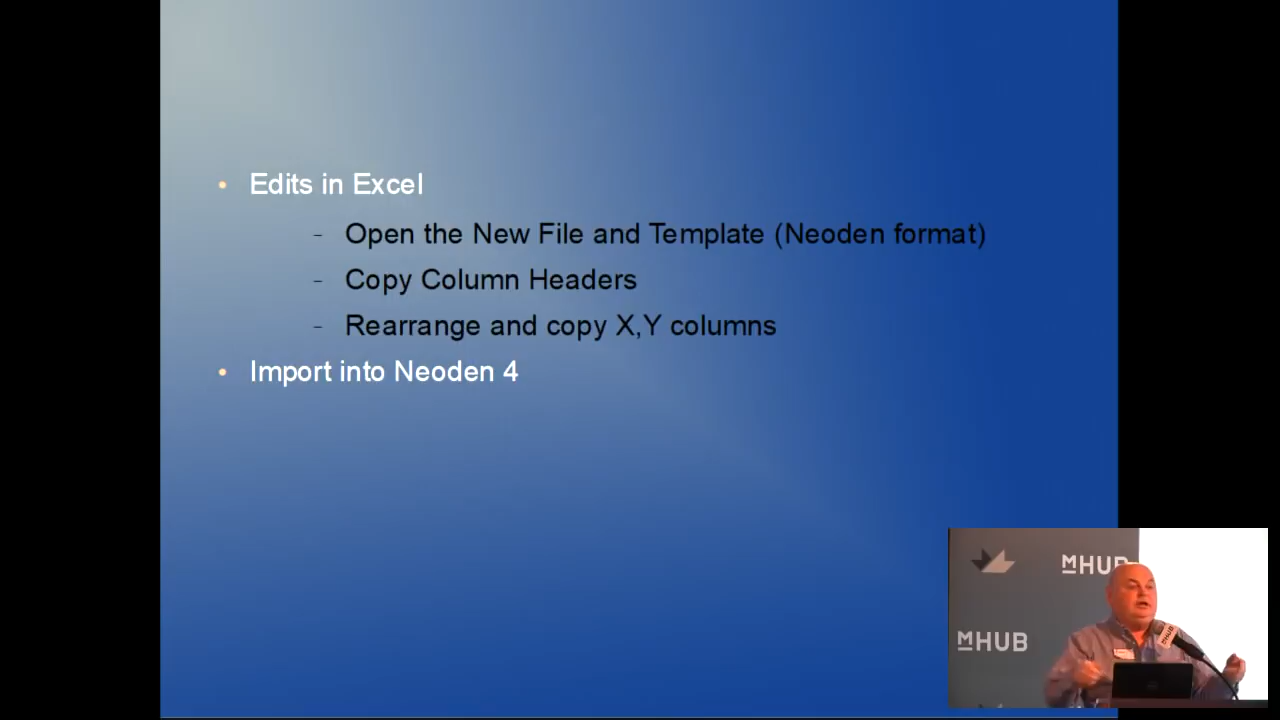 • Edits in Excel
- Open the New File and Template (Neoden format)
- Copy Column Headers
- Rearrange and copy X,Y columns
• Import into Neoden 4
MHUB
MHUB
MHUB